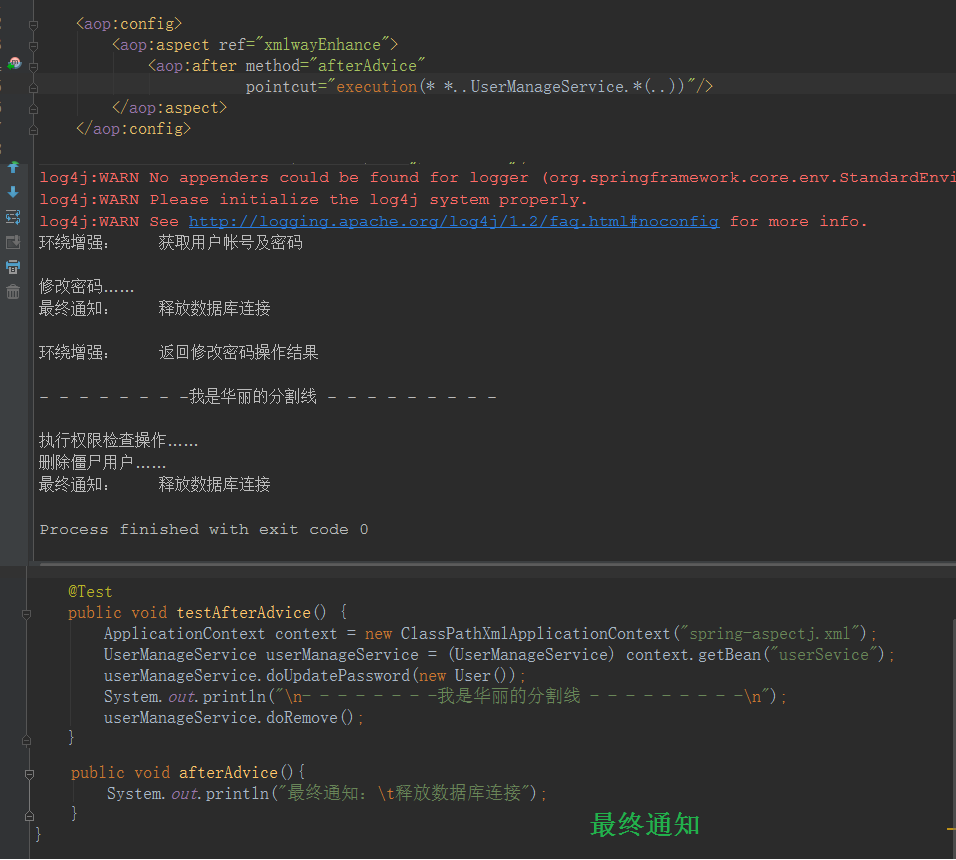 <aop:config>
<aop:aspect ref="xmlwayEnhance">
<aop:after method="afterAdvice"
pointcut="execution(* *..UserManageService.*(..))"/>
</aop:aspect>
</aop:config>
log4j:WARN No appenders could be found for logger (org.springframework.core.env.StandardEnvi
log4j:WARN Please initialize the log4j system properly.
log4j:WARN See http://logging.apache.org/log4j/1.2/faq.html#noconfig for more info.
环绕增强: 获取用户帐号及密码
修改密码……
最终通知: 释放数据库连接
环绕增强: 返回修改密码操作结果
- - - - - - - -我是华丽的分割线 - - - - - - - - -
执行权限检查操作……
删除僵尸用户……
最终通知: 释放数据库连接
Process finished with exit code 0
@Test
public void testAfterAdvice() {
ApplicationContext context = new ClassPathXmlApplicationContext("spring-aspectj.xml");
UserManageService userManageService = (UserManageService) context.getBean("userSevice");
userManageService.doUpdatePassword(new User());
System.out.println("\n- - - - - - - -我是华丽的分割线 - - - - - - - - -\n");
userManageService.doRemove();
}
public void afterAdvice(){
System.out.println("最终通知: \t释放数据库连接");
}
最终通知
}